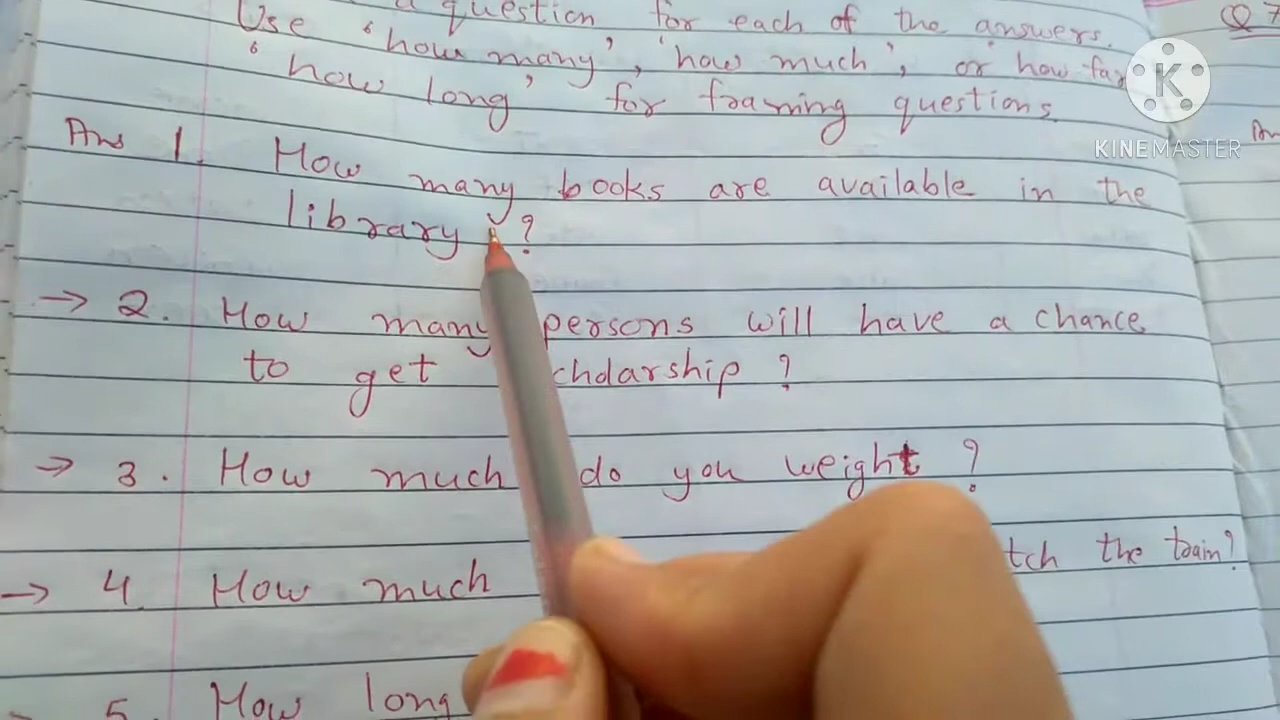 a question for each of the answers.
Use 'how many', 'how much', or how far
'how long' for framing questions.
Ans 1. How many books are available in the
library ?
→ 2. How many persons will have a chance
to get scholarship ?
→ 3. How much do you weight ?
→ 4. How much the train?
5. How long
Q 7
KINEMASTER